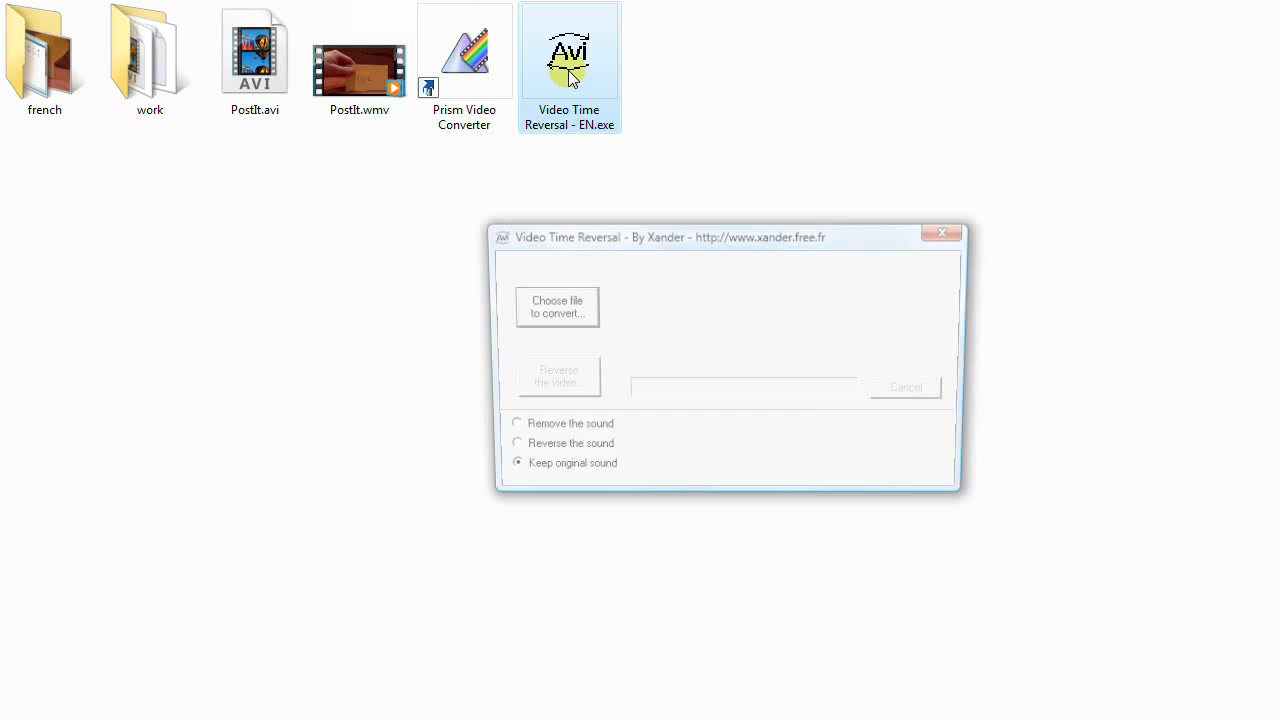 french
work
AVI
PostIt.avi
PostIt.wmv
Prism Video
Converter
Avi
Video Time
Reversal - EN.exe
Video Time Reversal - By Xander - http://www.xander.free.fr
Choose file
to convert...
Reverse
the video...
Cancel
Remove the sound
Reverse the sound
Keep original sound